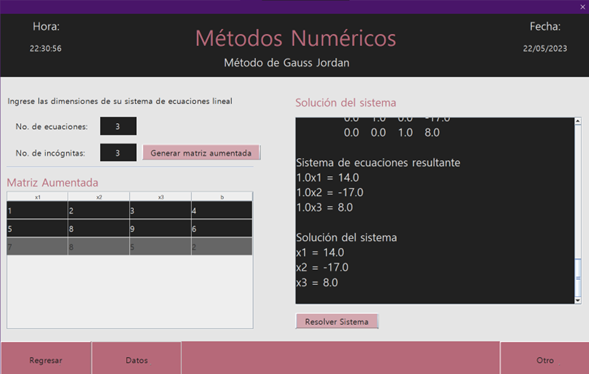 ×
Hora:
Fecha:
Métodos Numéricos
22:30:56
22/05/2023
Método de Gauss Jordan
Ingrese las dimensiones de su sistema de ecuaciones lineal
No. de ecuaciones: 3
No. de incógnitas: 3 Generar matriz aumentada
Matriz Aumentada
x1 x2 x3 b
1 2 3 4
5 8 9 6
7 8 5 2
Solución del sistema
0.0 1.0 0.0 -17.0
0.0 0.0 1.0 8.0
Sistema de ecuaciones resultante
1.0x1 = 14.0
1.0x2 = -17.0
1.0x3 = 8.0
Solución del sistema
x1 = 14.0
x2 = -17.0
x3 = 8.0
Resolver Sistema
Regresar Datos Otro